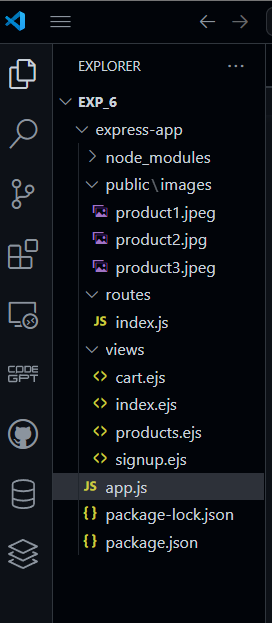 EXPLORER
EXP_6
express-app
node_modules
public\images
product1.jpeg
product2.jpg
product3.jpeg
routes
JS index.js
views
<> cart.ejs
<> index.ejs
<> products.ejs
<> signup.ejs
JS app.js
{} package-lock.json
{} package.json
CODE
GPT